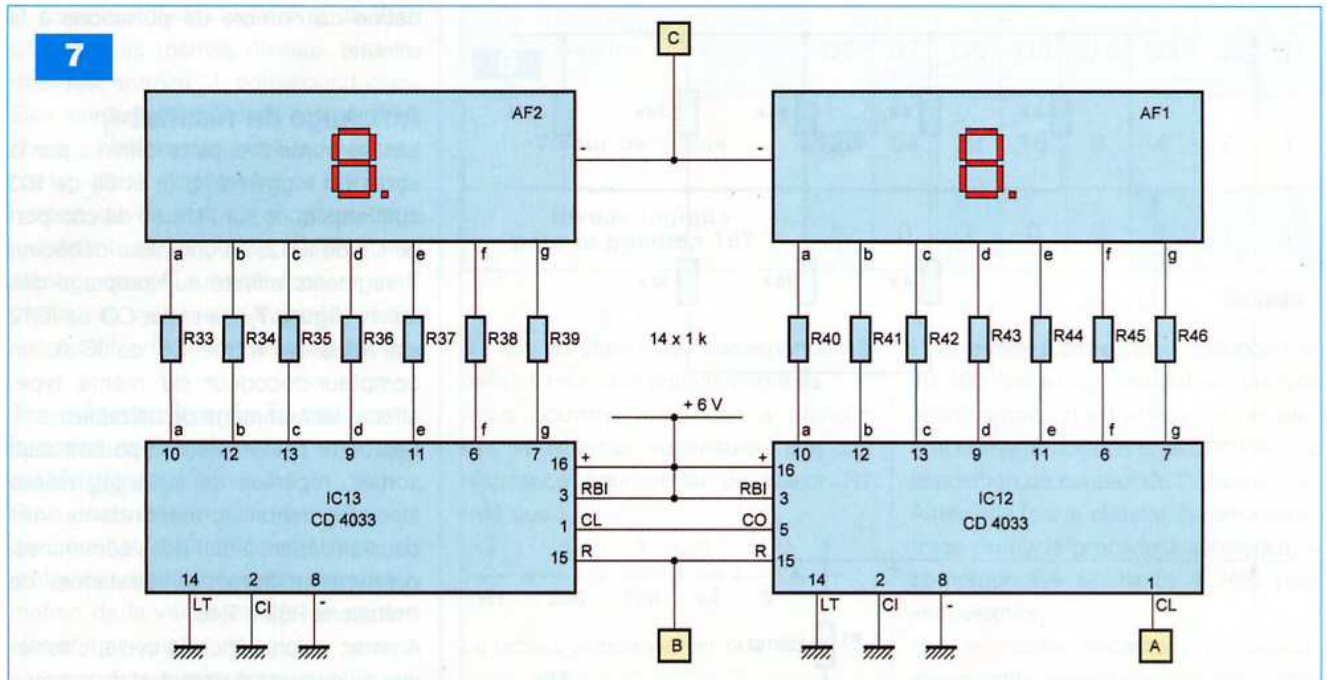 7
C
AF2
AF1
-
-
a
b
c
d
e
f
g
a
b
c
d
e
f
g
R33
R34
R35
R36
R37
R38
R39
14 x 1 k
R40
R41
R42
R43
R44
R45
R46
+ 6 V
a
b
c
d
e
f
g
a
b
c
d
e
f
g
10
12
13
9
11
6
7
16
+
+
16
10
12
13
9
11
6
7
IC13
3
RBI
RBI
3
IC12
CD 4033
1
CL
CO
5
CD 4033
15
R
R
15
14
2
8
14
2
8
1
LT
CI
-
LT
CI
-
CL
B
A